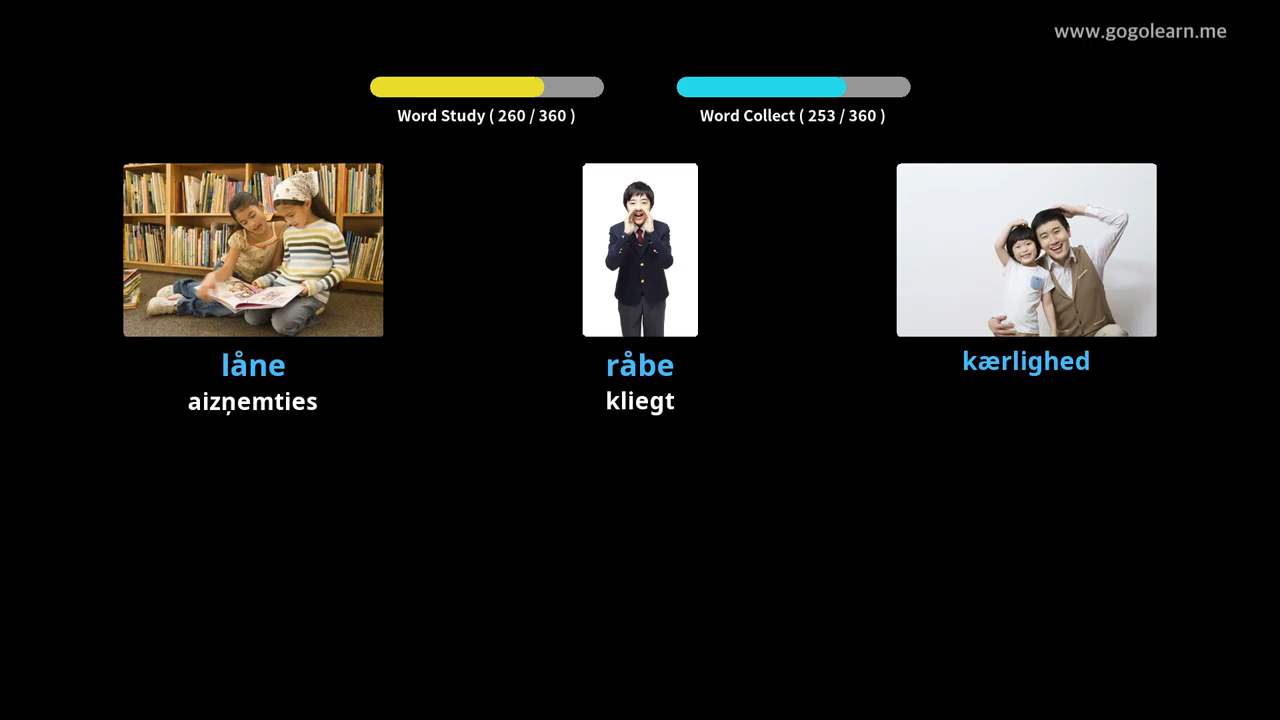 www.gogolearn.me
Word Study ( 260 / 360 )
Word Collect ( 253 / 360 )
låne
råbe
kærlighed
aizņemties
kliegt